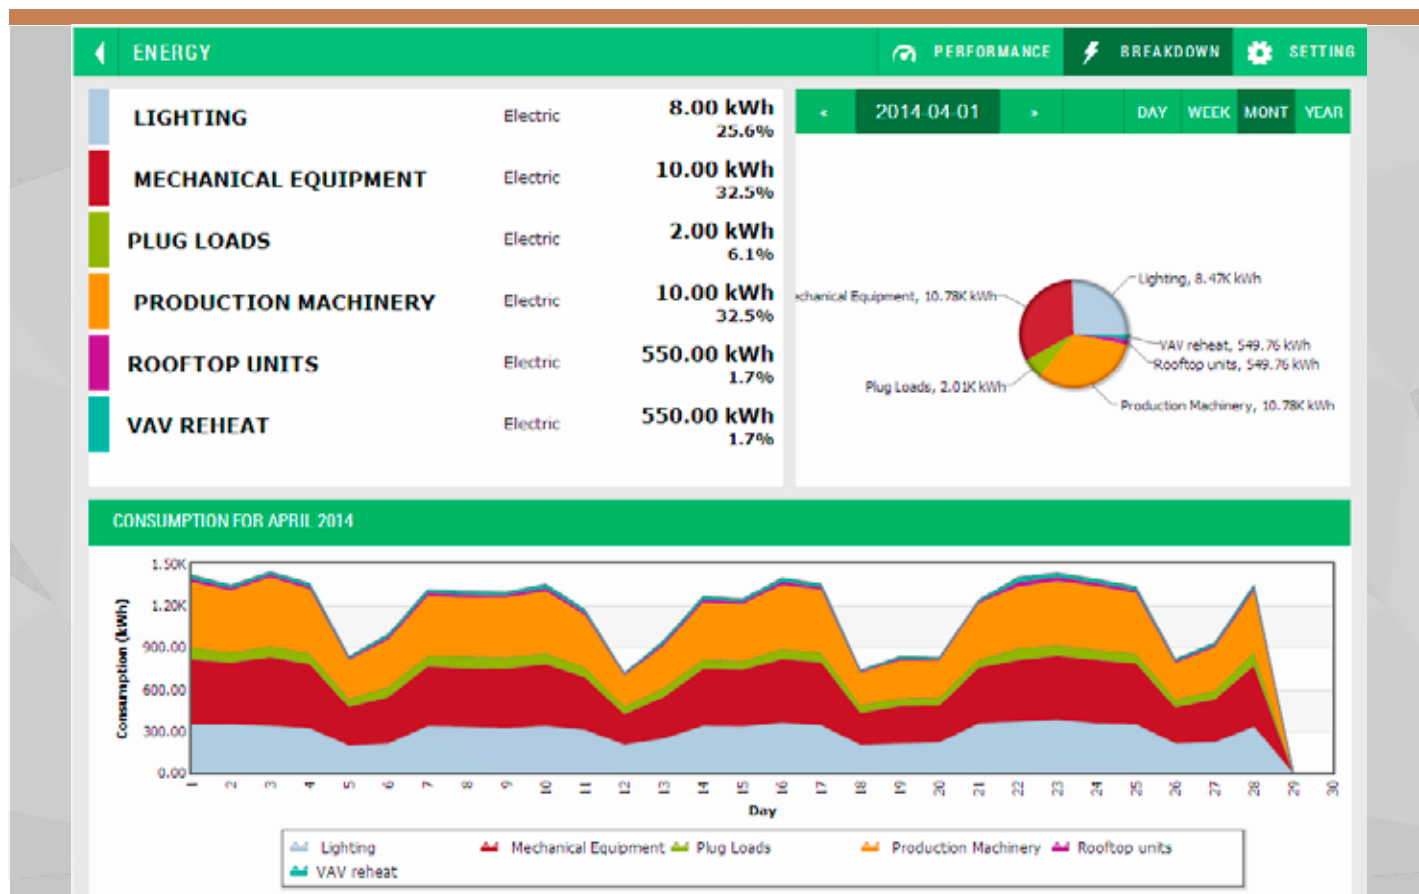 ENERGY
PERFORMANCE
BREAKDOWN
SETTING
LIGHTING Electric 8.00 kWh
25.6%
MECHANICAL EQUIPMENT Electric 10.00 kWh
32.5%
PLUG LOADS Electric 2.00 kWh
6.1%
PRODUCTION MACHINERY Electric 10.00 kWh
32.5%
ROOFTOP UNITS Electric 550.00 kWh
1.7%
VAV REHEAT Electric 550.00 kWh
1.7%
« 2014-04-01 » DAY WEEK MONT YEAR
Lighting, 8.47K kWh
chanical Equipment, 10.78K kWh
VAV reheat, 549.76 kWh
Rooftop units, 549.76 kWh
Plug Loads, 2.01K kWh
Production Machinery, 10.78K kWh
CONSUMPTION FOR APRIL 2014
Consumption (kWh)
1.50K
1.20K
900.00
600.00
300.00
0.00
1 2 3 4 5 6 7 8 9 10 11 12 13 14 15 16 17 18 19 20 21 22 23 24 25 26 27 28 29 30
Day
Lighting Mechanical Equipment Plug Loads Production Machinery Rooftop units
VAV reheat